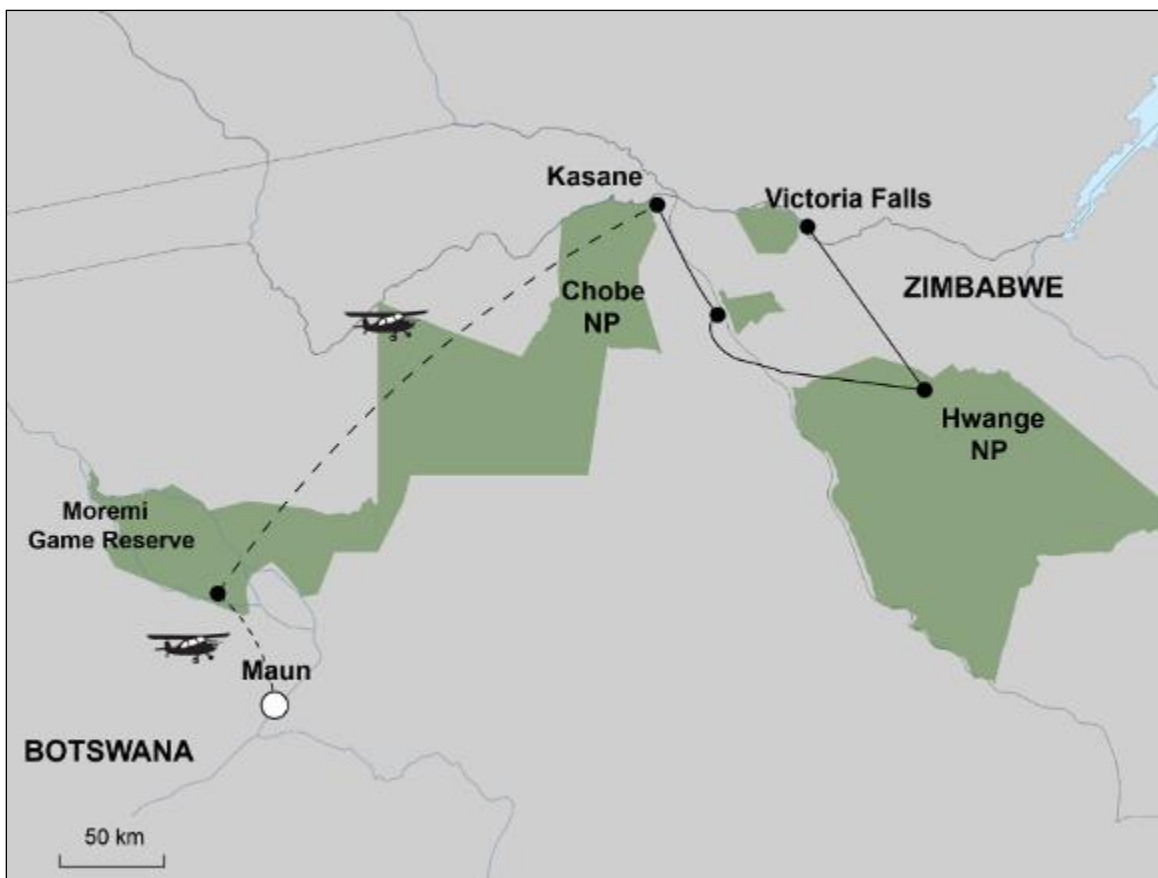 Kasane
Victoria Falls
ZIMBABWE
Chobe
NP
Hwange
NP
Moremi
Game Reserve
Maun
BOTSWANA
50 km